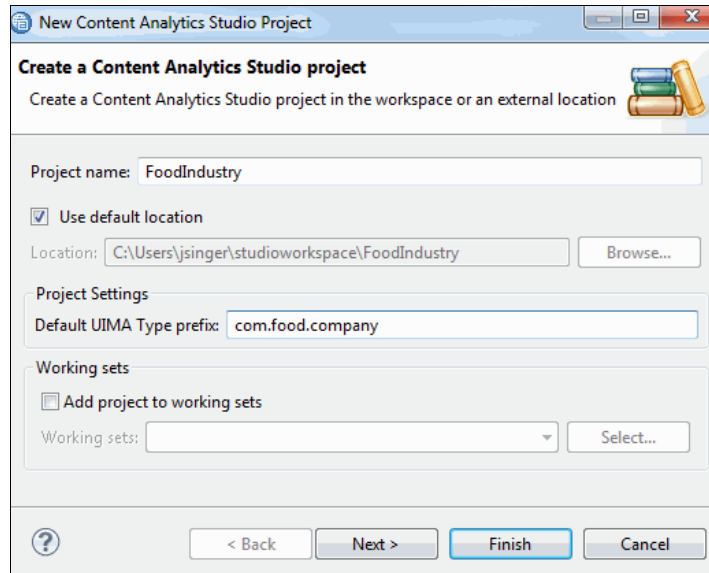 New Content Analytics Studio Project
Create a Content Analytics Studio project
Create a Content Analytics Studio project in the workspace or an external location
Project name: FoodIndustry
Use default location
Location: C:\Users\jsinger\studioworkspace\FoodIndustry Browse...
Project Settings
Default UIMA Type prefix: com.food.company
Working sets
Add project to working sets
Working sets: Select...
? < Back Next > Finish Cancel